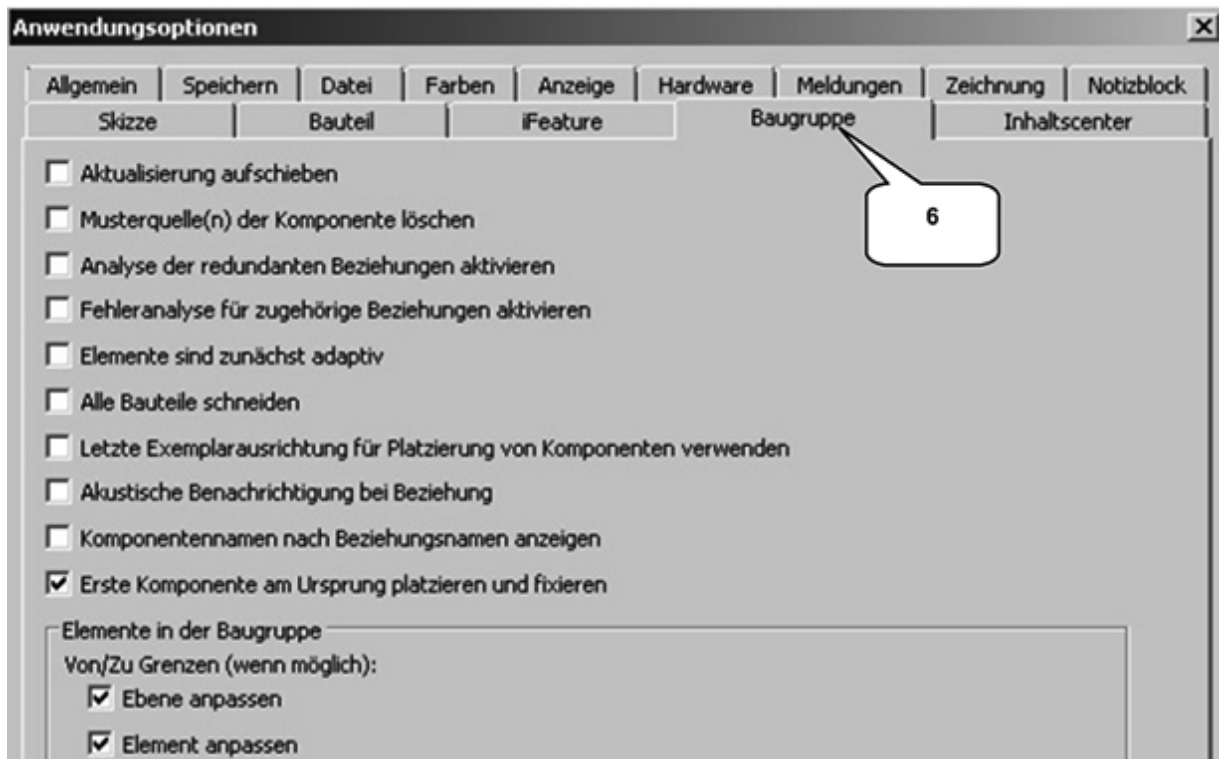 Anwendungsoptionen
Allgemein Speichern Datei Farben Anzeige Hardware Meldungen Zeichnung Notizblock
Skizze Bauteil iFeature Baugruppe Inhaltscenter
Aktualisierung aufschieben
Musterquelle(n) der Komponente löschen
6
Analyse der redundanten Beziehungen aktivieren
Fehleranalyse für zugehörige Beziehungen aktivieren
Elemente sind zunächst adaptiv
Alle Bauteile schneiden
Letzte Exemplarausrichtung für Platzierung von Komponenten verwenden
Akustische Benachrichtigung bei Beziehung
Komponentennamen nach Beziehungsnamen anzeigen
Erste Komponente am Ursprung platzieren und fixieren
Elemente in der Baugruppe
Von/Zu Grenzen (wenn möglich):
Ebene anpassen
Element anpassen